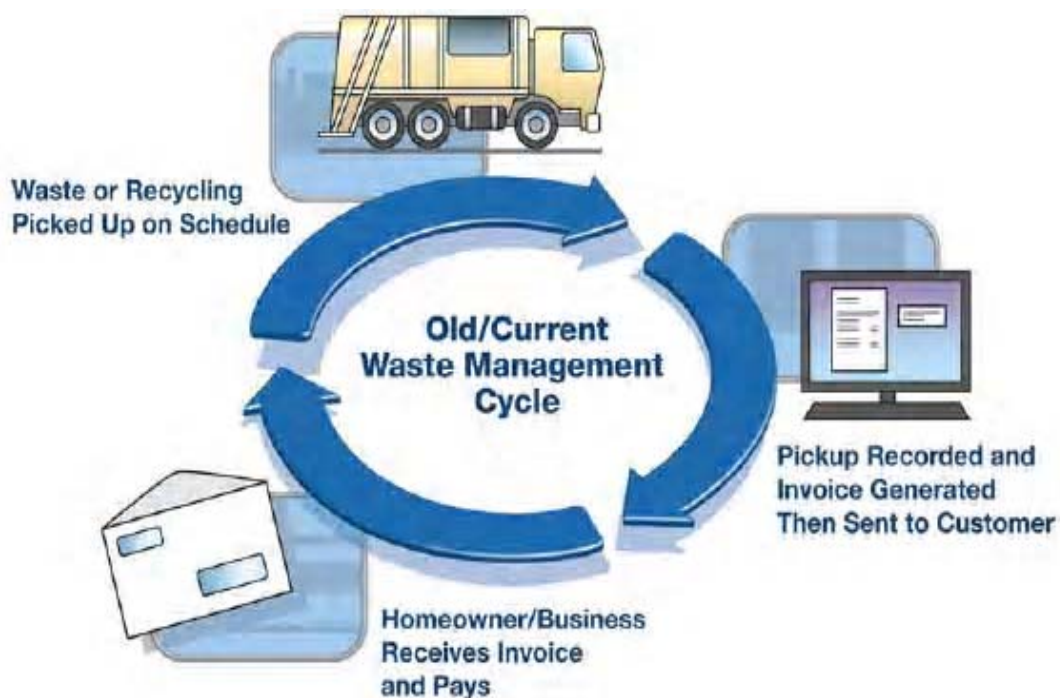 Waste or Recycling
Picked Up on Schedule
Old/Current
Waste Management
Cycle
Pickup Recorded and
Invoice Generated
Then Sent to Customer
Homeowner/Business
Receives Invoice
and Pays